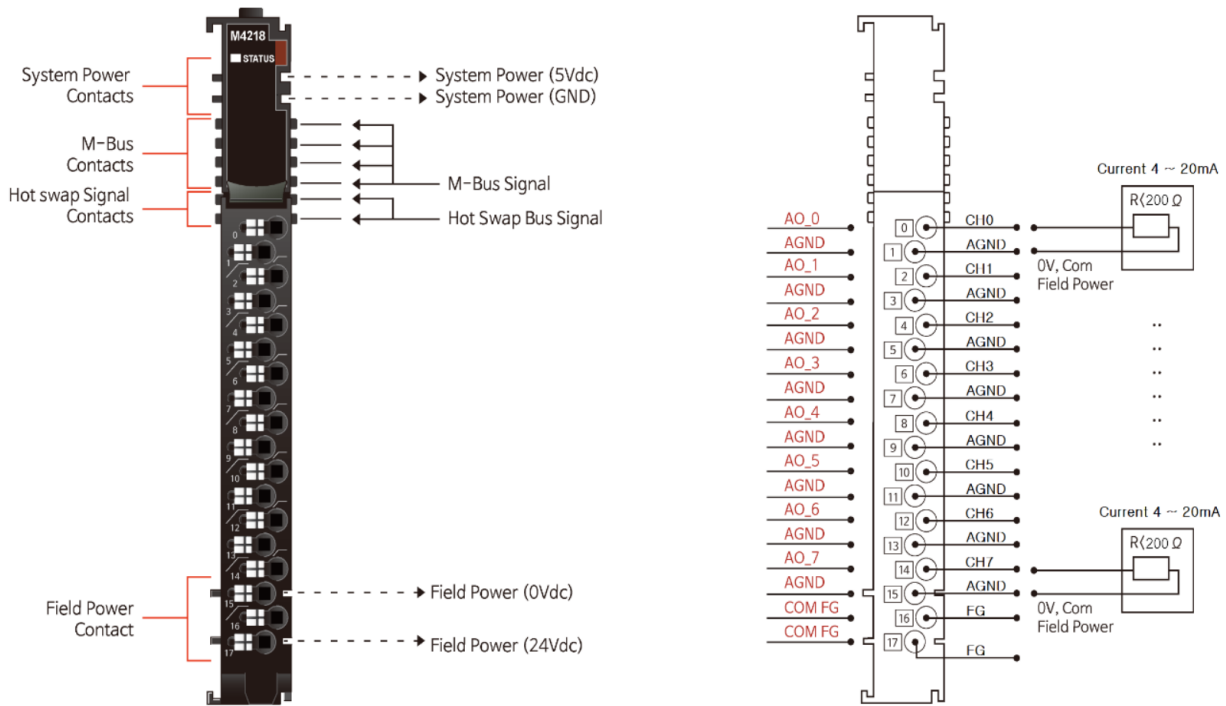 M4218
STATUS
System Power
Contacts
System Power (5Vdc)
System Power (GND)
M-Bus
Contacts
M-Bus Signal
Hot swap Signal
Contacts
Hot Swap Bus Signal
0
1
2
3
4
5
6
7
8
9
10
11
12
13
14
15
16
17
Field Power
Contact
Field Power (0Vdc)
Field Power (24Vdc)
AO_0
AGND
AO_1
AGND
AO_2
AGND
AO_3
AGND
AO_4
AGND
AO_5
AGND
AO_6
AGND
AO_7
AGND
COM FG
COM FG
0
1
2
3
4
5
6
7
8
9
10
11
12
13
14
15
16
17
CH0
AGND
CH1
AGND
CH2
AGND
CH3
AGND
CH4
AGND
CH5
AGND
CH6
AGND
CH7
AGND
FG
FG
Current 4 ~ 20mA
R<200 Ω
0V, Com
Field Power
..
..
..
..
..
..
Current 4 ~ 20mA
R<200 Ω
0V, Com
Field Power